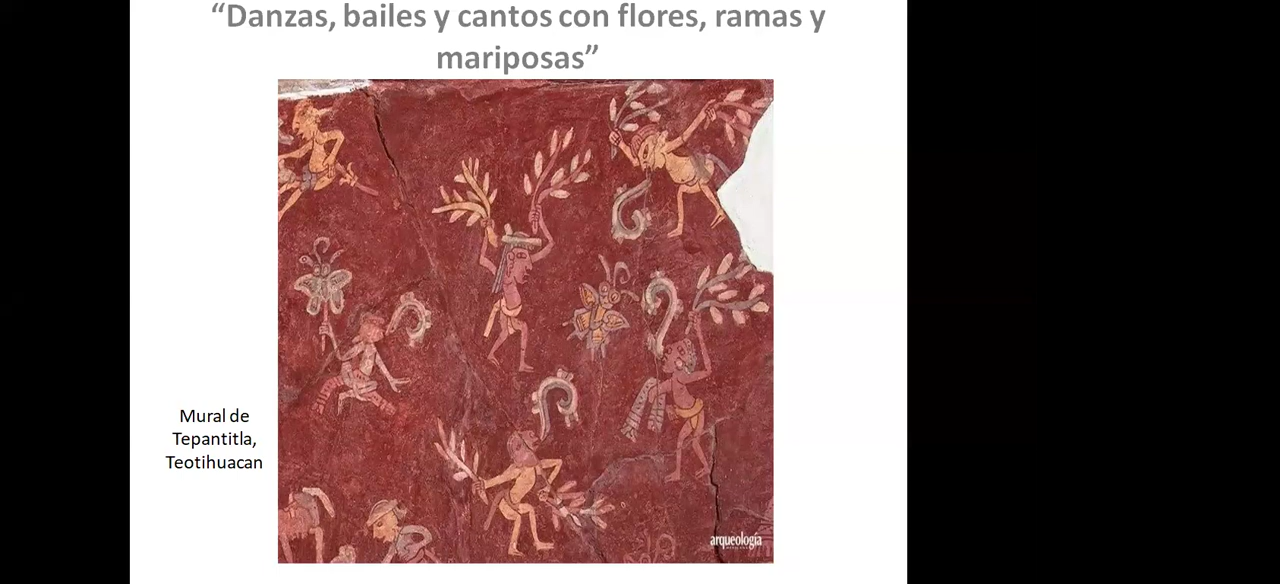 “Danzas, bailes y cantos con flores, ramas y
mariposas”
Mural de
Tepantitla,
Teotihuacan
arqueología